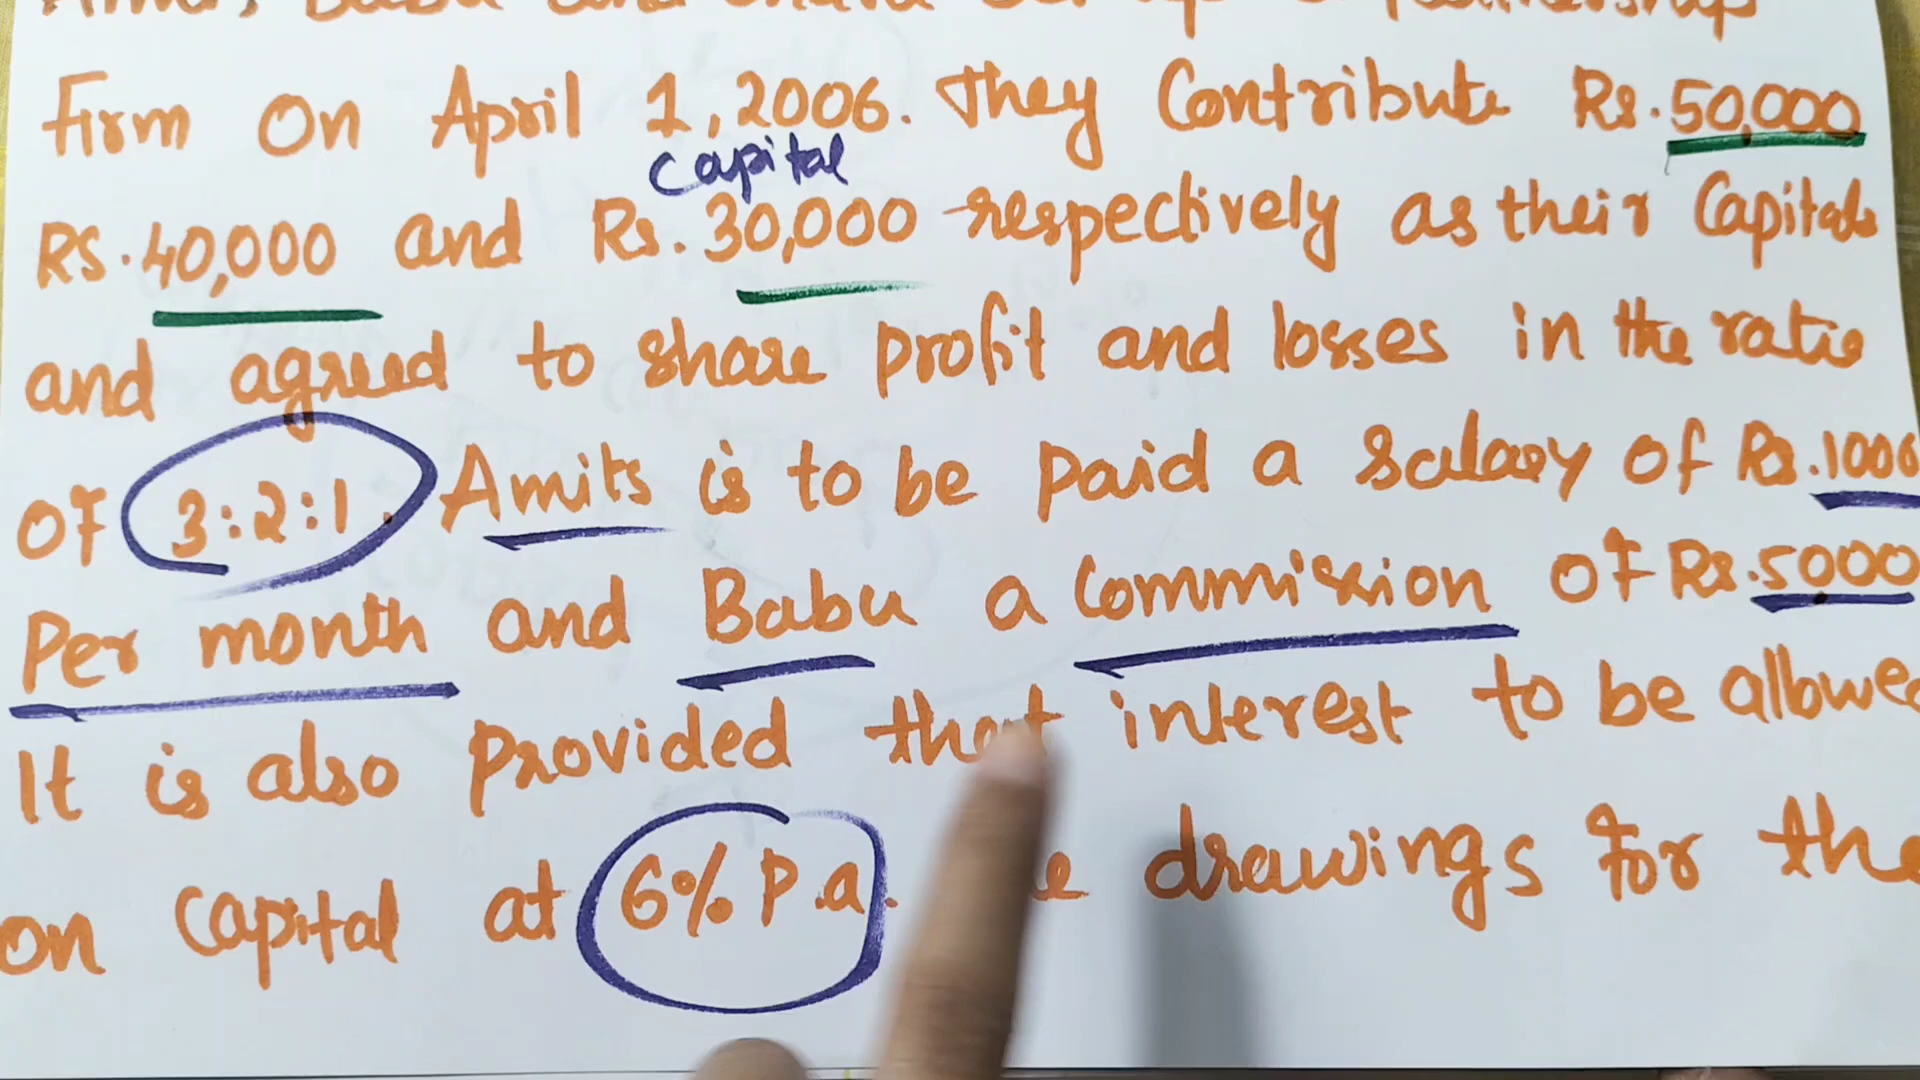 Babu and
Firm On April 1, 2006. They Contribute Rs. 50,000
Capital
RS. 40,000 and Rs. 30,000 respectively as their Capitals
and agreed to share profit and losses in the ratio
OF 3:2:1. Amits is to be paid a Salary OF Rs. 1000
Per month and Babu a Commission OF Rs. 5000
It is also provided that interest to be allowed
on Capital at 6% P.a. drawings for the